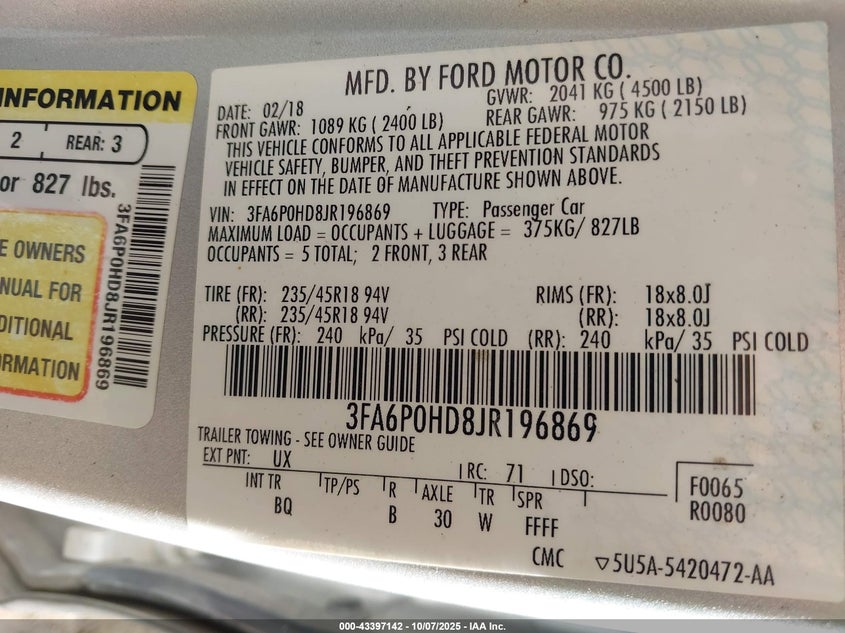 INFORMATION
2 REAR: 3
or 827 lbs.
E OWNERS
NUAL FOR
DITIONAL
ORMATION
3FA6P0HD8JR196869
MFD. BY FORD MOTOR CO.
DATE: 02/18 GVWR: 2041 KG ( 4500 LB)
FRONT GAWR: 1089 KG ( 2400 LB) REAR GAWR: 975 KG ( 2150 LB)
THIS VEHICLE CONFORMS TO ALL APPLICABLE FEDERAL MOTOR
VEHICLE SAFETY, BUMPER, AND THEFT PREVENTION STANDARDS
IN EFFECT ON THE DATE OF MANUFACTURE SHOWN ABOVE.
VIN: 3FA6P0HD8JR196869 TYPE: Passenger Car
MAXIMUM LOAD = OCCUPANTS + LUGGAGE = 375KG/ 827LB
OCCUPANTS = 5 TOTAL; 2 FRONT, 3 REAR
TIRE (FR): 235/45R18 94V RIMS (FR): 18x8.0J
(RR): 235/45R18 94V (RR): 18x8.0J
PRESSURE (FR): 240 kPa/ 35 PSI COLD (RR): 240 kPa/ 35 PSI COLD
3FA6P0HD8JR196869
TRAILER TOWING - SEE OWNER GUIDE
EXT PNT: UX RC: 71 DSO:
INT TR TP/PS R AXLE TR SPR
BQ B 30 W FFFF
F0065
R0080
CMC ▽5U5A-5420472-AA
000-43397142 - 10/07/2025 - IAA Inc.